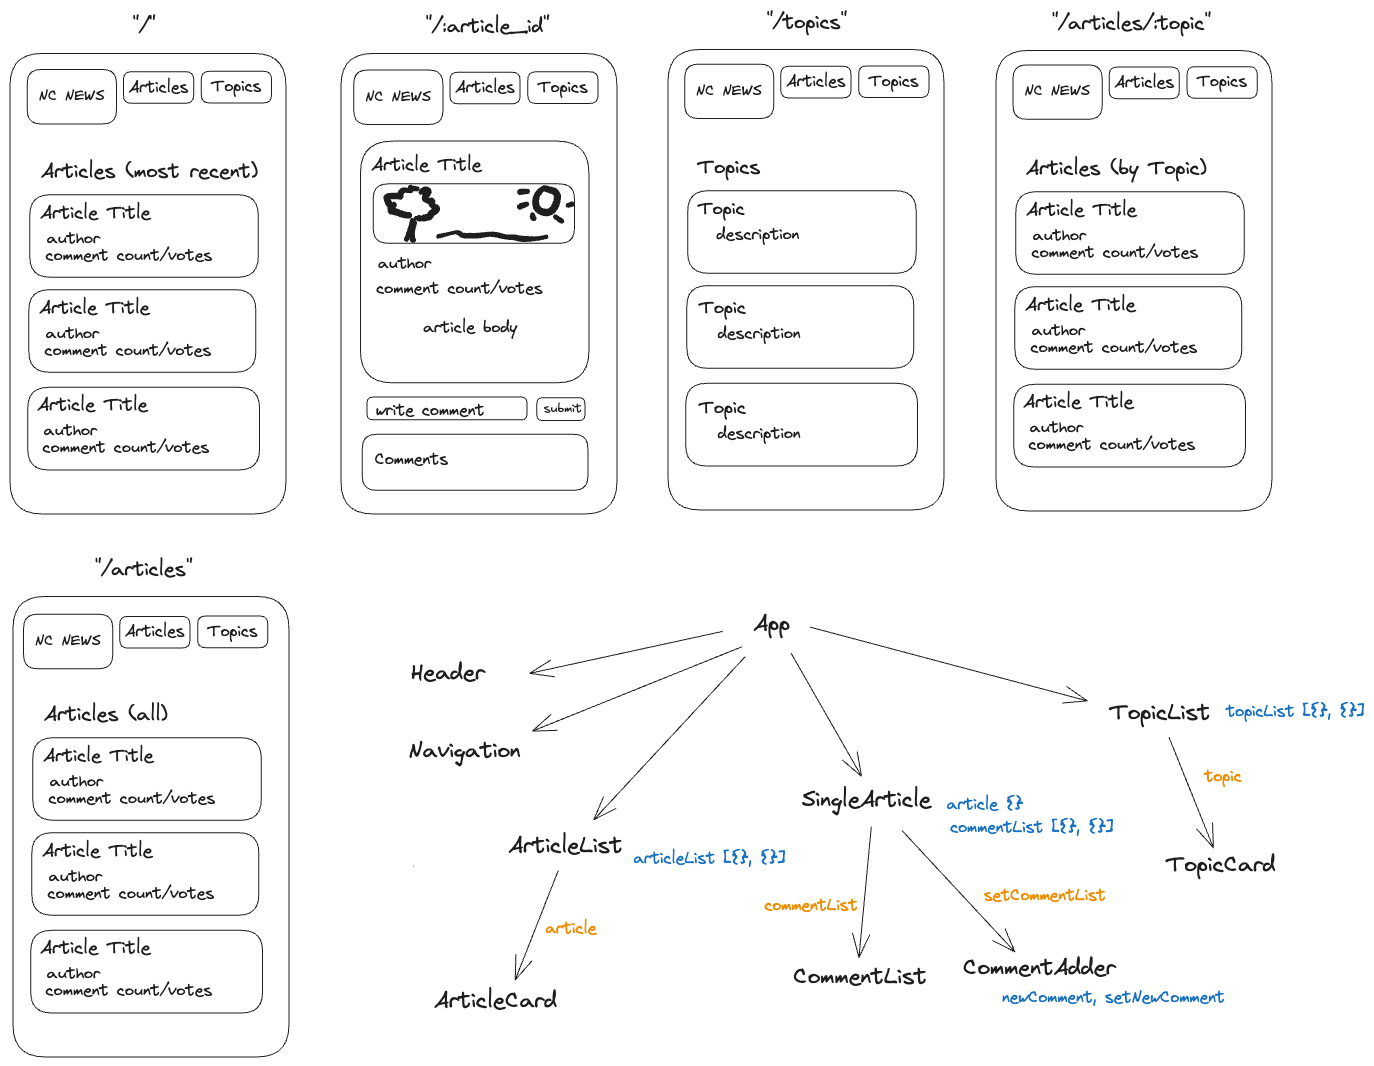 "/"
NC NEWS
Articles
Topics
Articles (most recent)
Article Title
author
comment count/votes
Article Title
author
comment count/votes
Article Title
author
comment count/votes
"/:article_id"
NC NEWS
Articles
Topics
Article Title
author
comment count/votes
article body
write comment
submit
Comments
"/topics"
NC NEWS
Articles
Topics
Topics
Topic
description
Topic
description
Topic
description
"/articles/:topic"
NC NEWS
Articles
Topics
Articles (by Topic)
Article Title
author
comment count/votes
Article Title
author
comment count/votes
Article Title
author
comment count/votes
"/articles"
NC NEWS
Articles
Topics
Articles (all)
Article Title
author
comment count/votes
Article Title
author
comment count/votes
Article Title
author
comment count/votes
App
Header
Navigation
ArticleList
articleList [{}, {}]
article
ArticleCard
SingleArticle
article {}
commentList [{}, {}]
commentList
setCommentList
CommentList
CommentAdder
newComment, setNewComment
TopicList
topicList [{}, {}]
topic
TopicCard